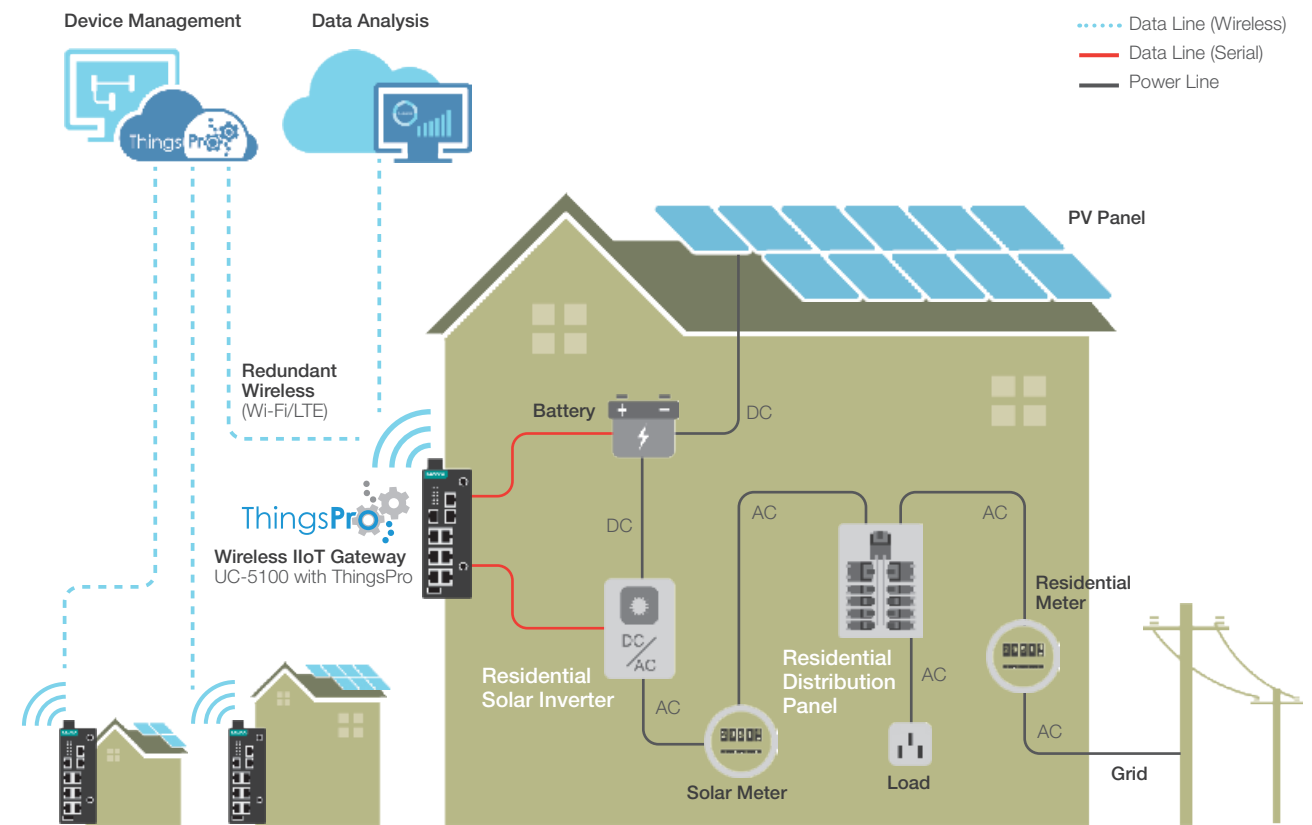 Device Management
Data Analysis
Data Line (Wireless)
Data Line (Serial)
Power Line
ThingsPro
PV Panel
Redundant
Wireless
(Wi-Fi/LTE)
Battery
+ −
DC
ThingsPro
Wireless IIoT Gateway
UC-5100 with ThingsPro
DC
AC
AC
Residential
Meter
DC/
AC
Residential
Solar Inverter
AC
Residential
Distribution
Panel
AC
AC
Solar Meter
Load
Grid